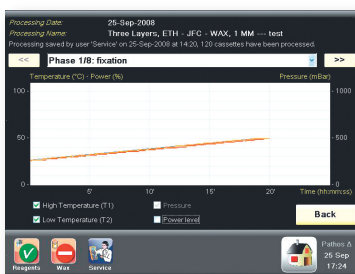 Processing Date: 25-Sep-2008
Processing Name: Three Layers, ETH - JFC - WAX, 1 MM --- test
Processing saved by user 'Service' on 25-Sep-2008 at 14:20, 120 cassettes have been processed.
<< Phase 1/8: fixation >>
Temperature (°C) - Power (%) Pressure (mBar)
100 - - 1000
50 - - 500
0 - - 0
5' 10' 15' 20' Time (hh:mm:ss)
High Temperature (T1) Pressure
Low Temperature (T2) Power level
Back
Reagents Wax Service
Pathos Δ
25 Sep
17:24